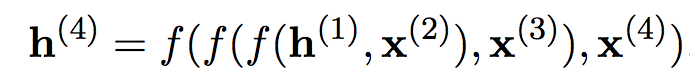 h^(4) = f(f(f(h^(1), x^(2)), x^(3)), x^(4))